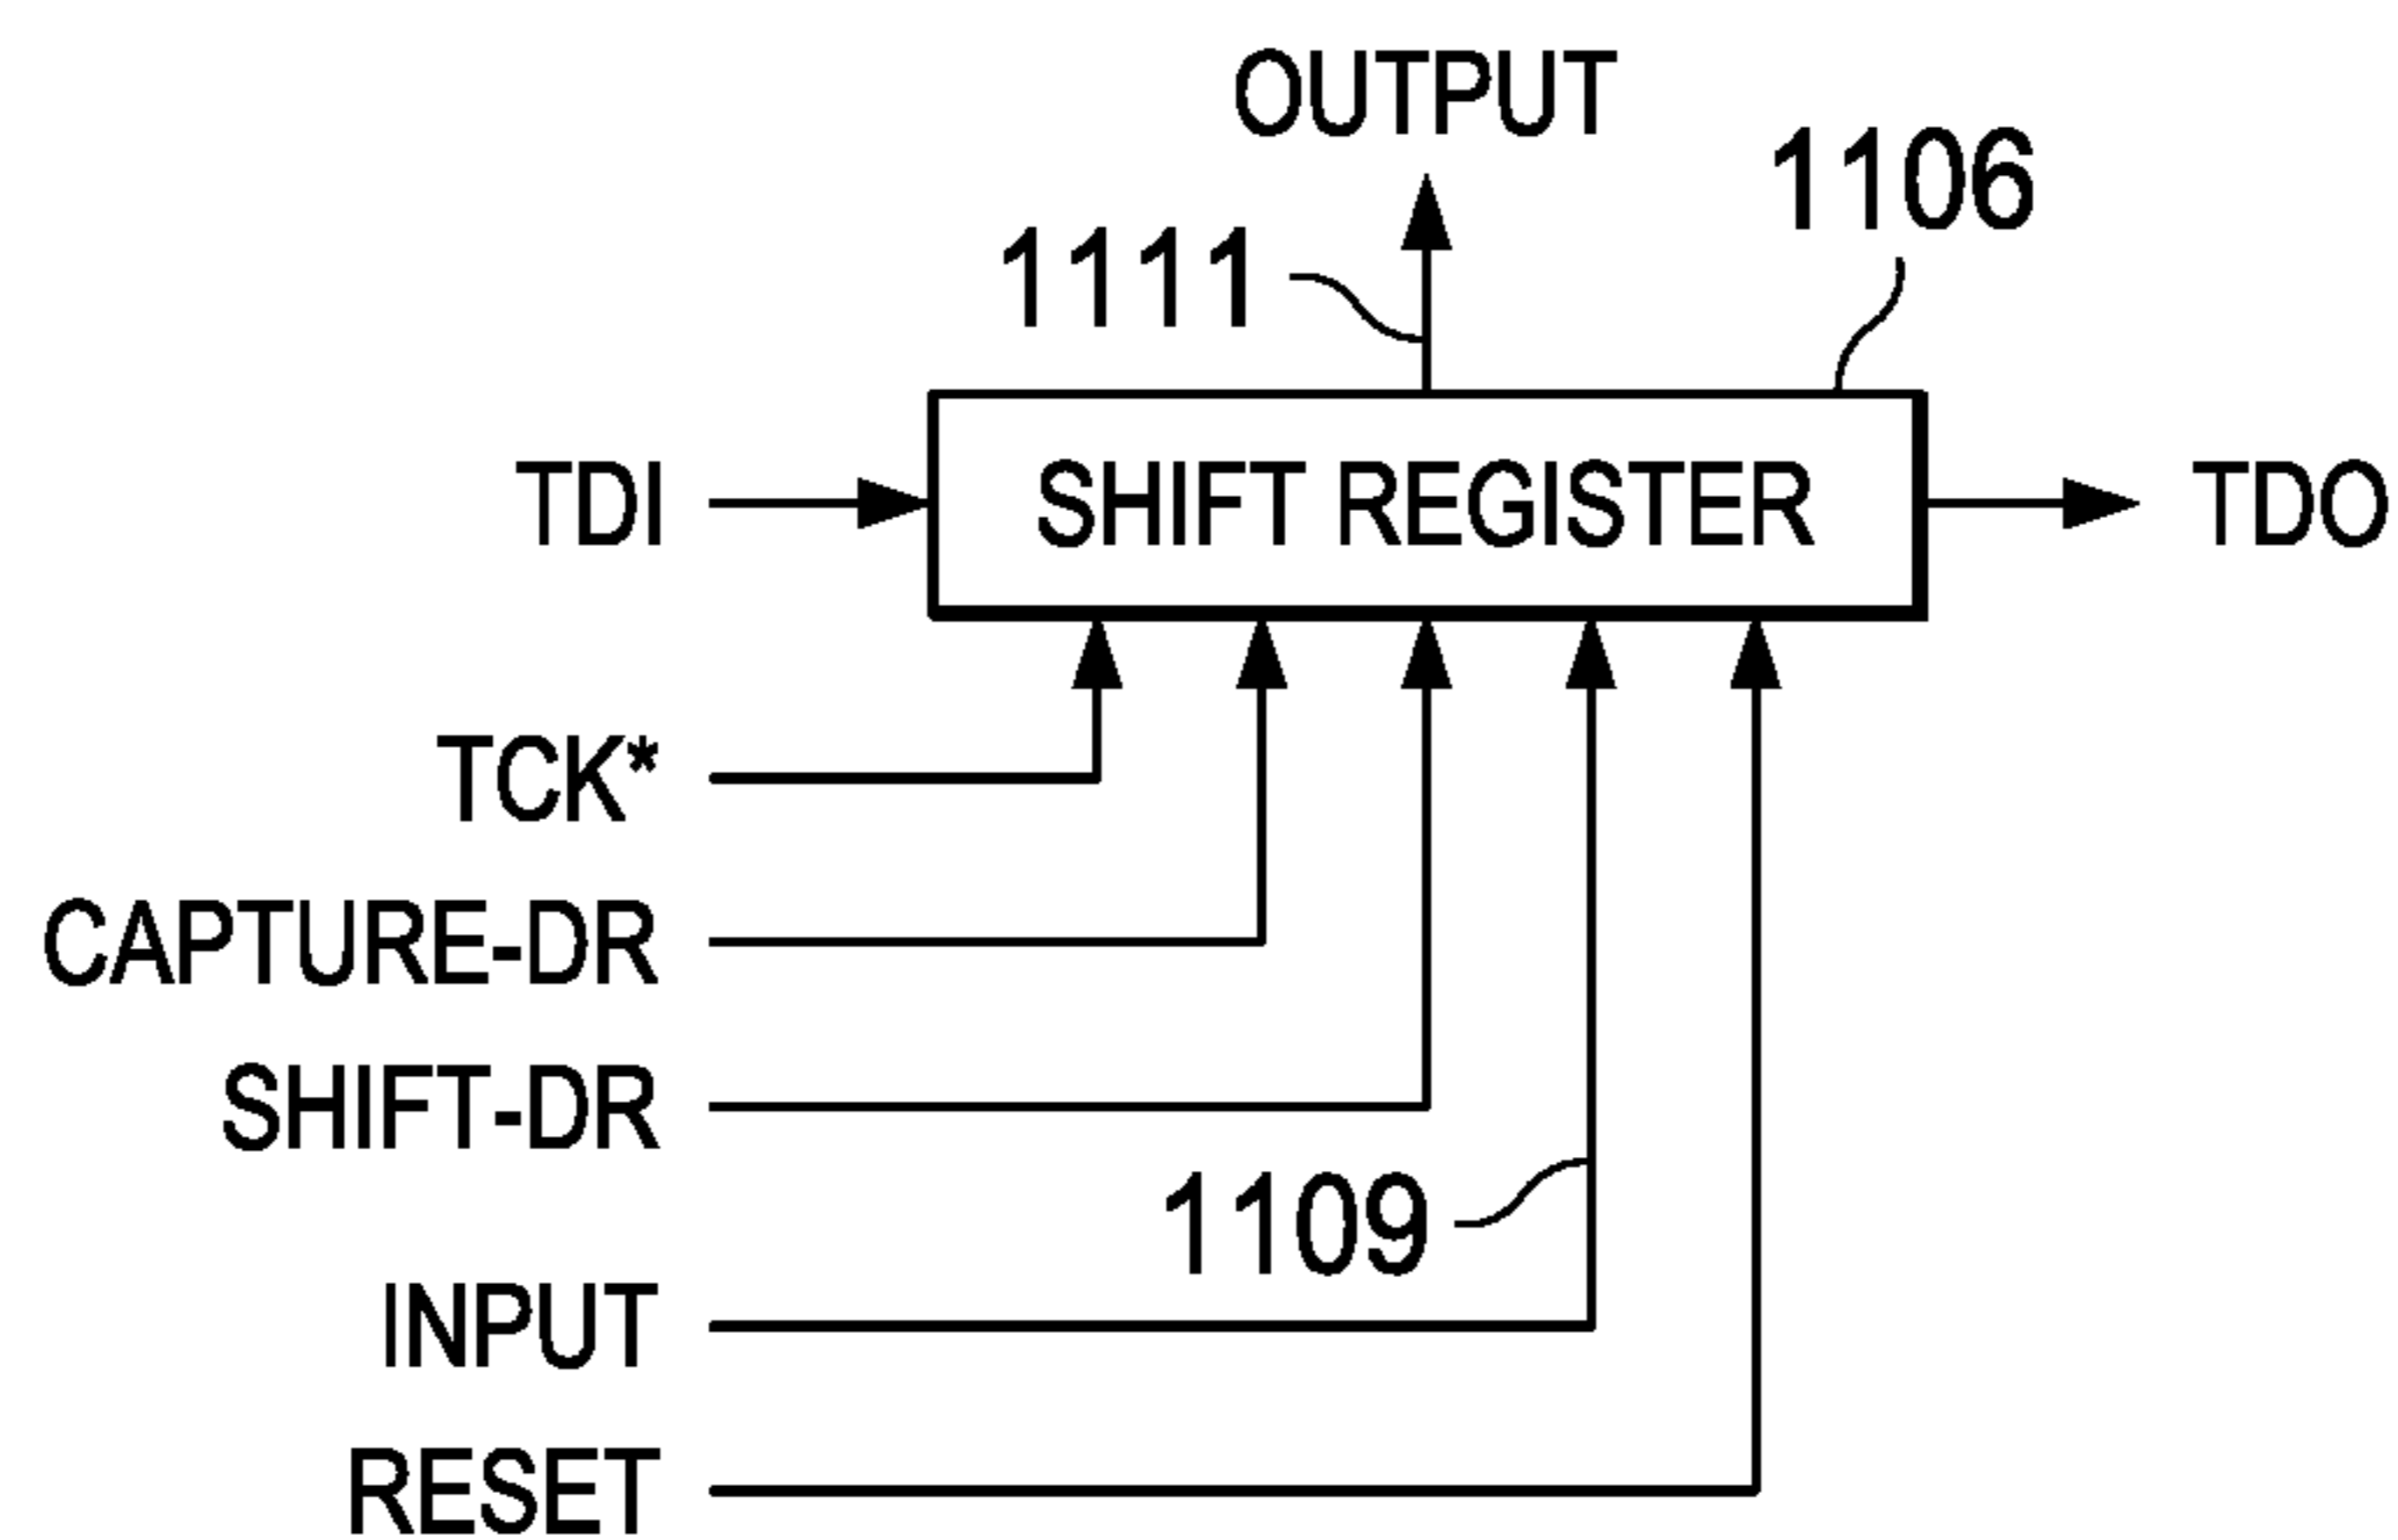 OUTPUT
1106
1111
TDI
SHIFT REGISTER
TDO
TCK*
CAPTURE-DR
SHIFT-DR
1109
INPUT
RESET